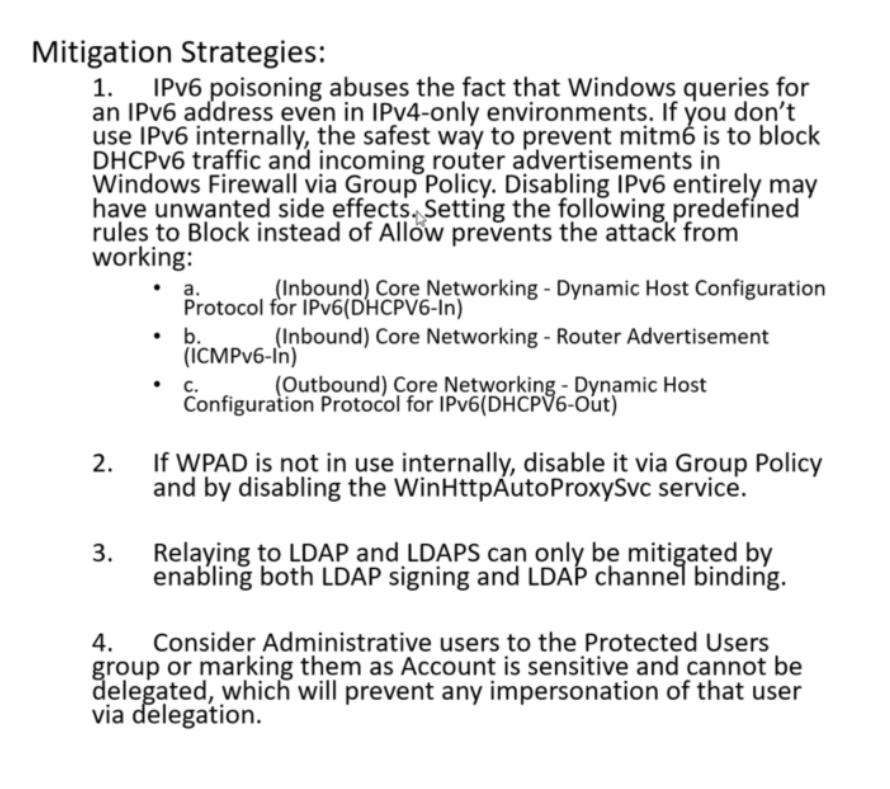 Mitigation Strategies:
1. IPv6 poisoning abuses the fact that Windows queries for
an IPv6 address even in IPv4-only environments. If you don't
use IPv6 internally, the safest way to prevent mitm6 is to block
DHCPv6 traffic and incoming router advertisements in
Windows Firewall via Group Policy. Disabling IPv6 entirely may
have unwanted side effects. Setting the following predefined
rules to Block instead of Allow prevents the attack from
working:
• a. (Inbound) Core Networking - Dynamic Host Configuration
Protocol for IPv6(DHCPV6-In)
• b. (Inbound) Core Networking - Router Advertisement
(ICMPv6-In)
• c. (Outbound) Core Networking - Dynamic Host
Configuration Protocol for IPv6(DHCPV6-Out)
2. If WPAD is not in use internally, disable it via Group Policy
and by disabling the WinHttpAutoProxySvc service.
3. Relaying to LDAP and LDAPS can only be mitigated by
enabling both LDAP signing and LDAP channel binding.
4. Consider Administrative users to the Protected Users
group or marking them as Account is sensitive and cannot be
delegated, which will prevent any impersonation of that user
via delegation.